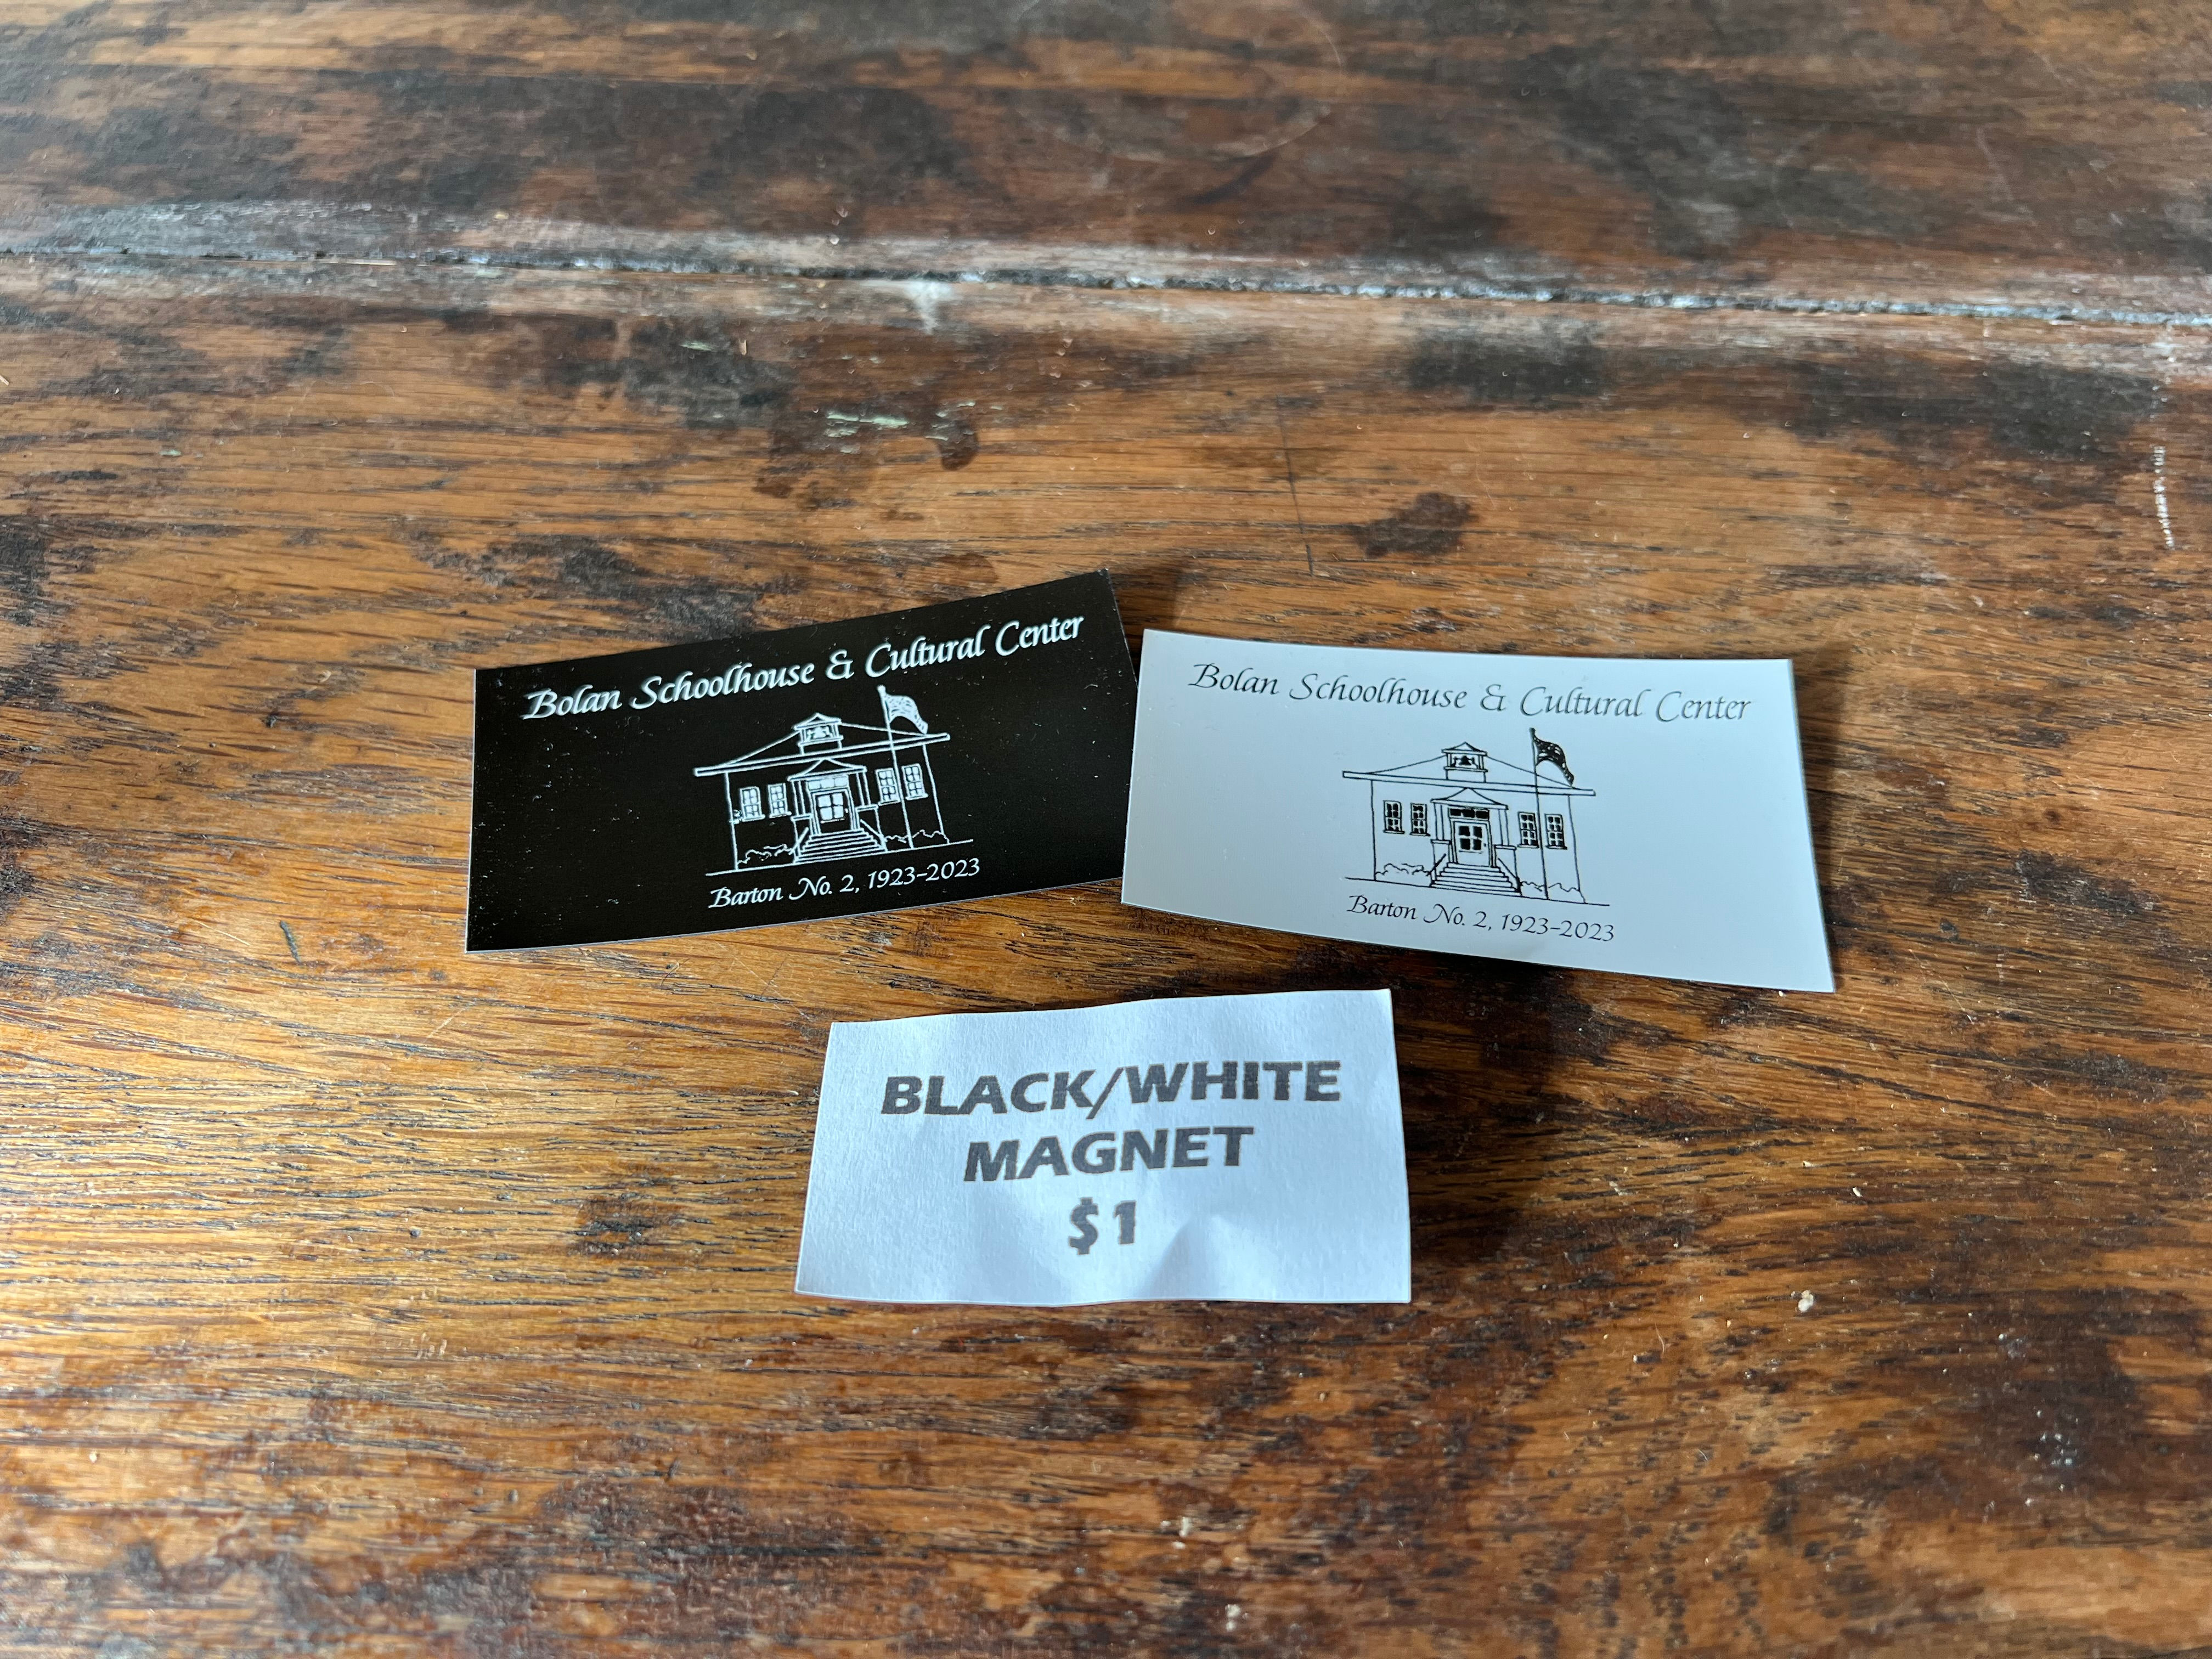 Bolan Schoolhouse & Cultural Center
Barton No. 2, 1923-2023
Bolan Schoolhouse & Cultural Center
Barton No. 2, 1923-2023
BLACK/WHITE
MAGNET
$1